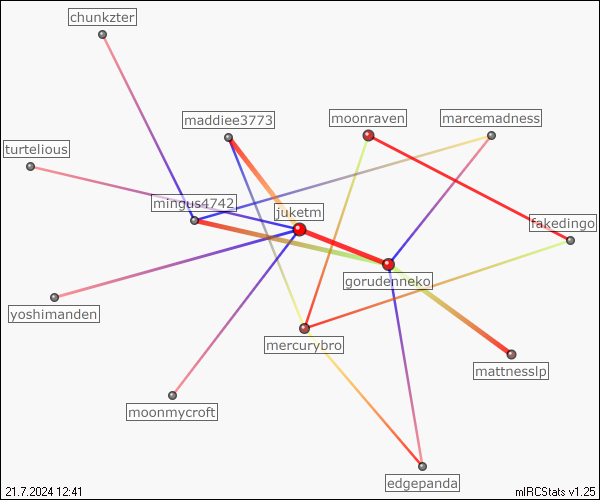 chunkzter
maddiee3773
moonraven
marcemadness
turtelious
mingus4742
juketm
fakedingo
gorudenneko
yoshimanden
mercurybro
mattnesslp
moonmycroft
edgepanda
21.7.2024 12:41
mIRCStats v1.25